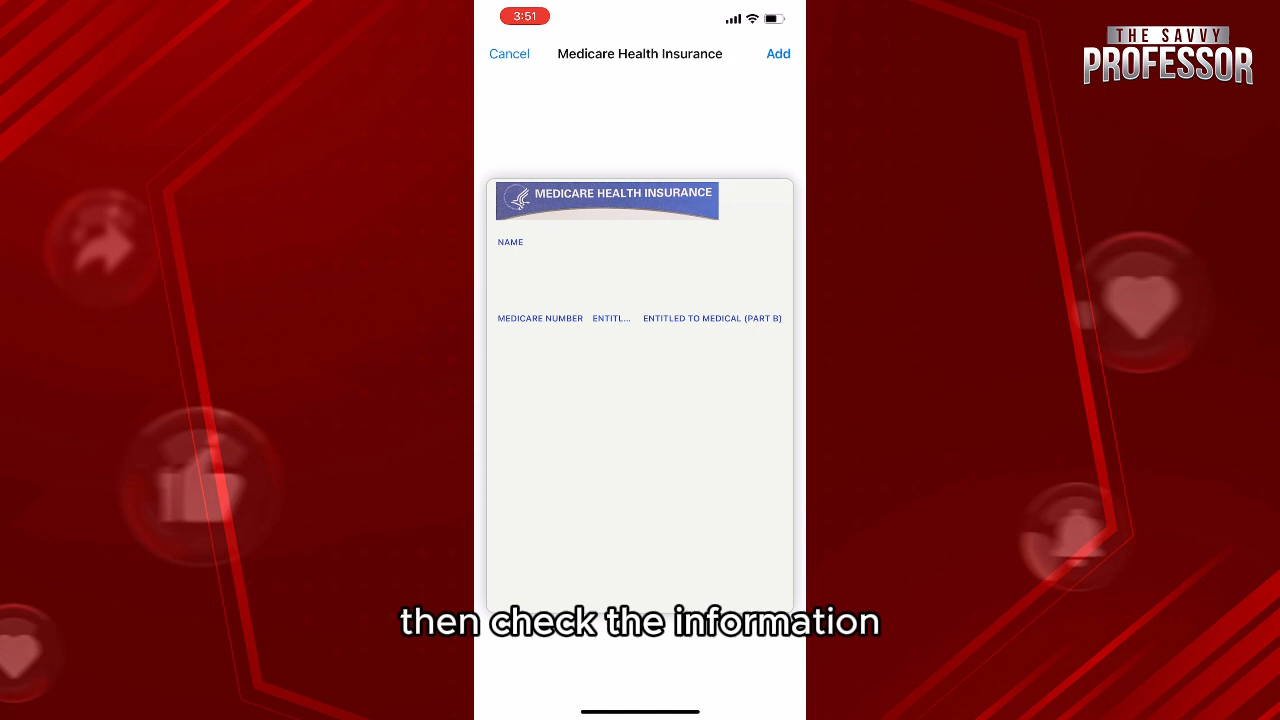 3:51
THE SAVVY
PROFESSOR
Cancel Medicare Health Insurance Add
MEDICARE HEALTH INSURANCE
NAME
MEDICARE NUMBER ENTITL... ENTITLED TO MEDICAL (PART B)
then check the information